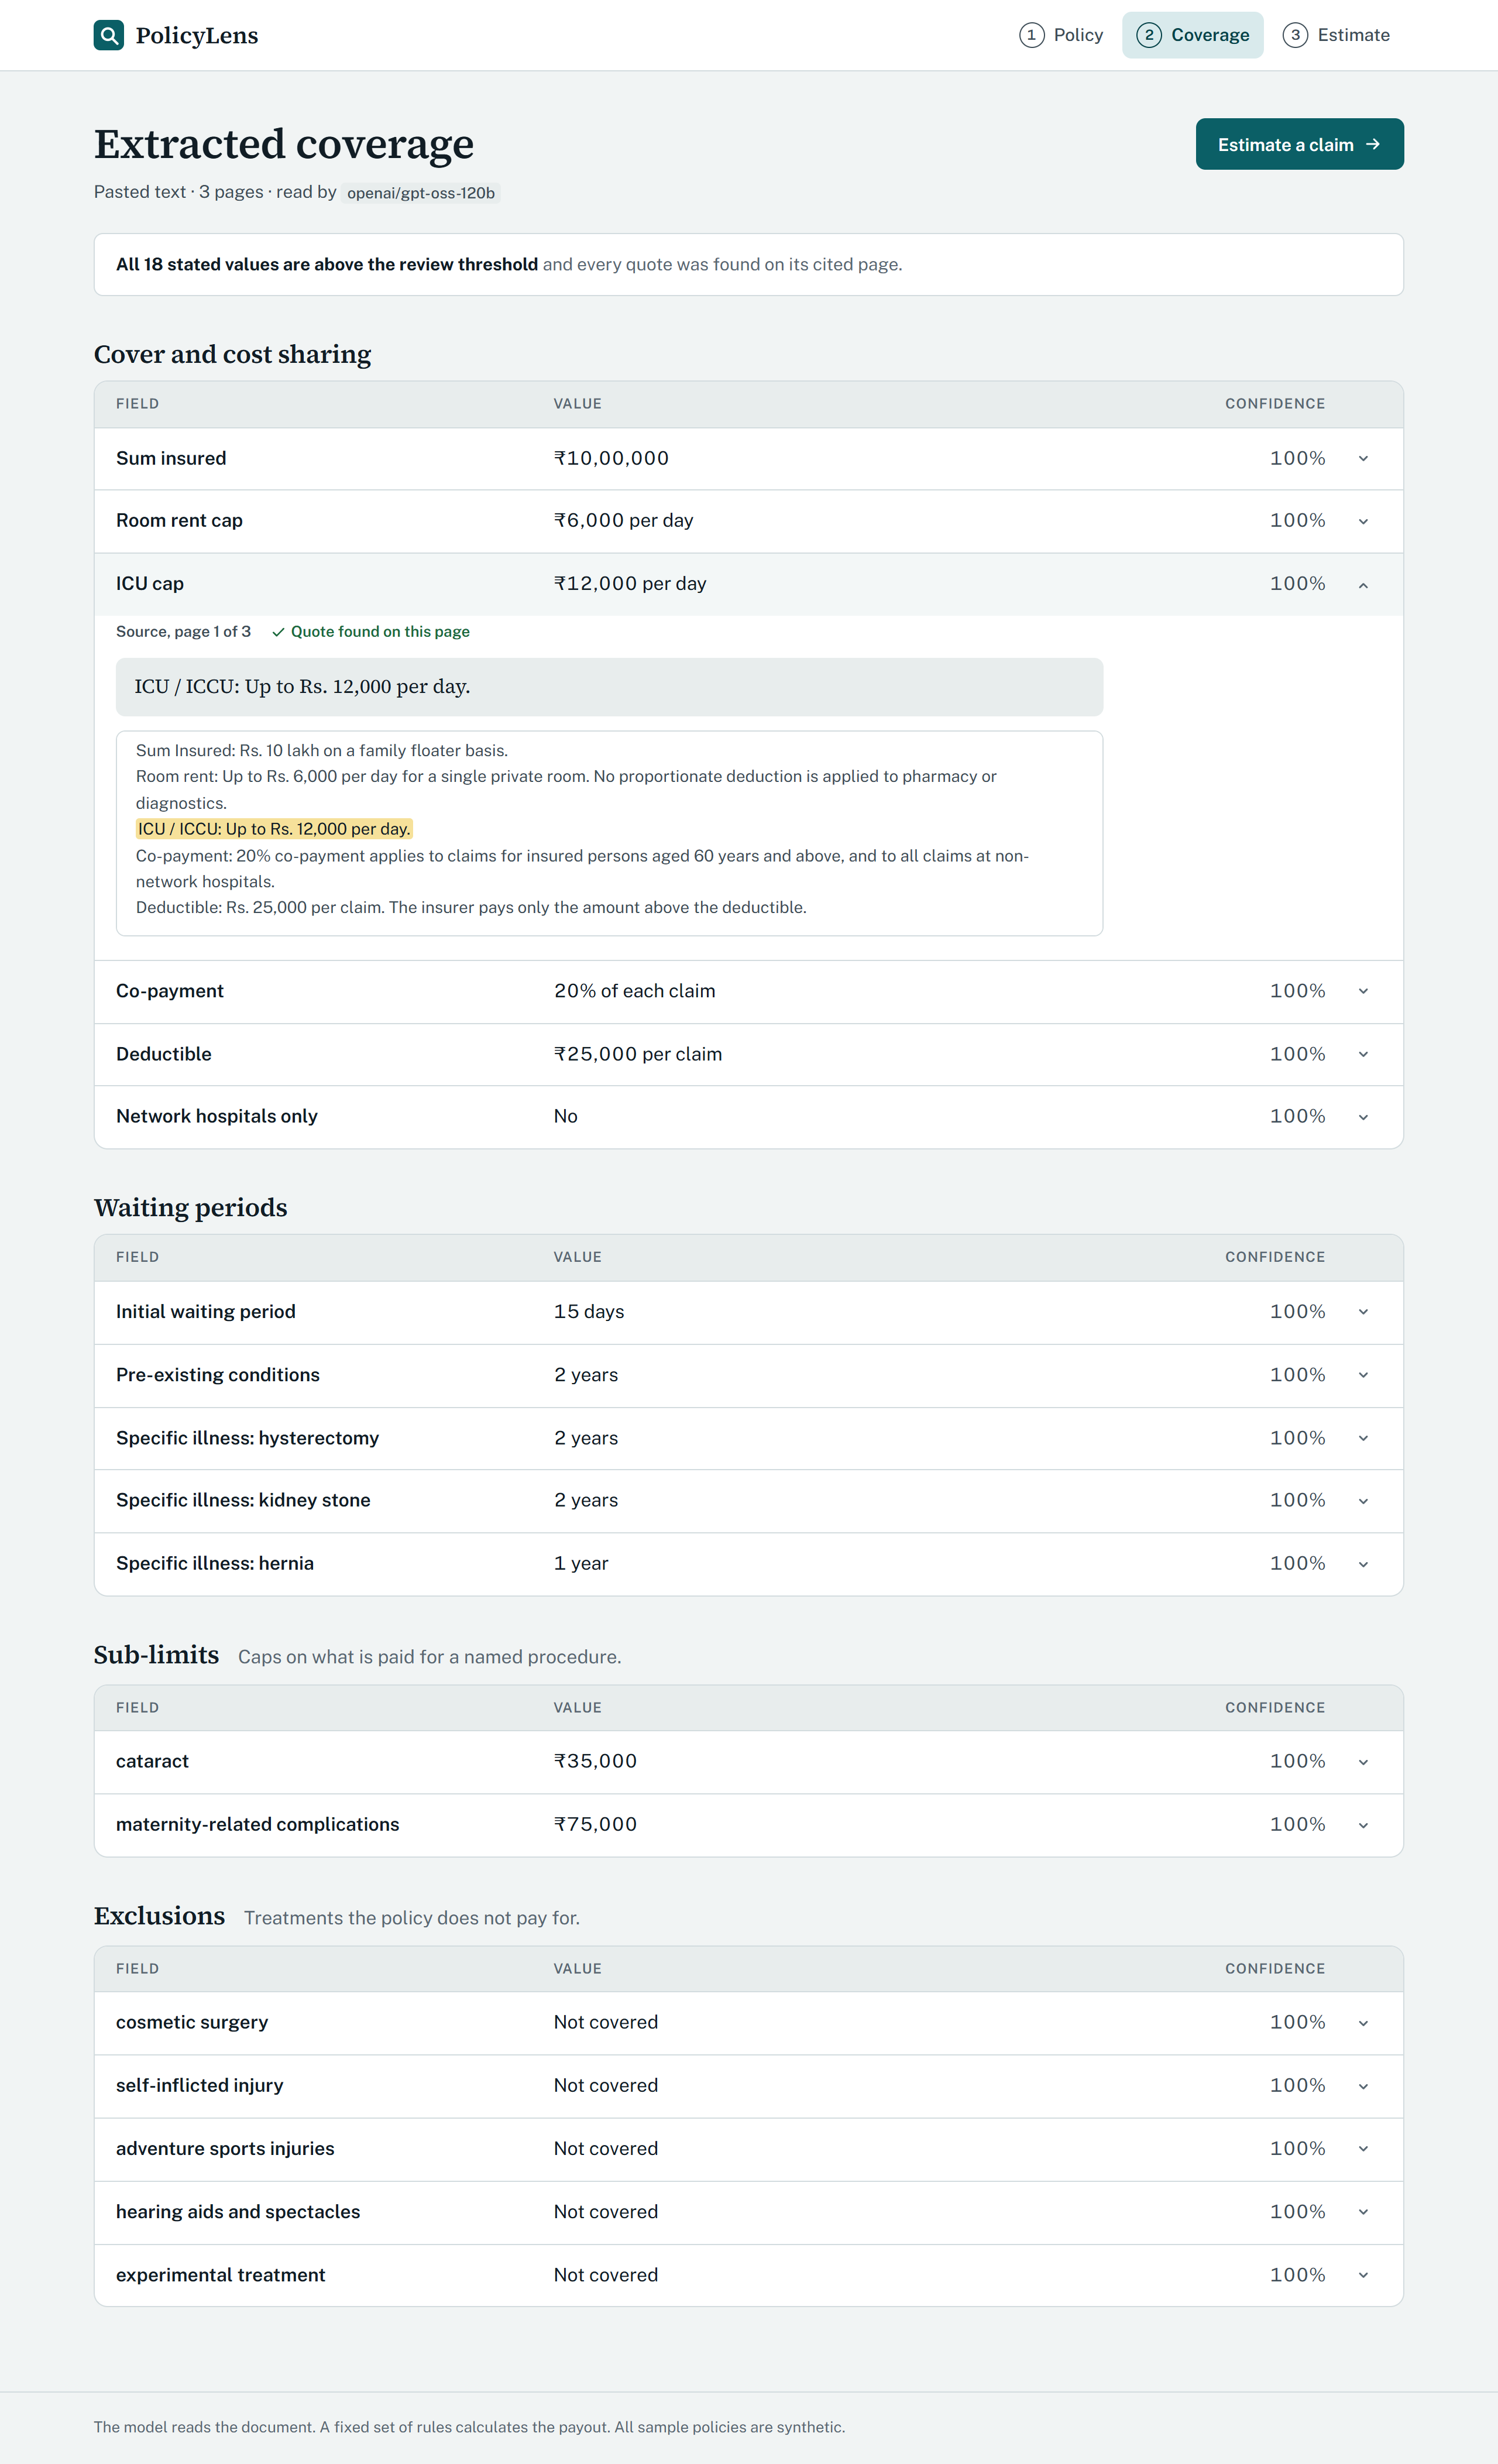 PolicyLens
1 Policy
2 Coverage
3 Estimate
Extracted coverage
Estimate a claim →
Pasted text · 3 pages · read by openai/gpt-oss-120b
All 18 stated values are above the review threshold and every quote was found on its cited page.
Cover and cost sharing
FIELD VALUE CONFIDENCE
Sum insured ₹10,00,000 100%
Room rent cap ₹6,000 per day 100%
ICU cap ₹12,000 per day 100%
Source, page 1 of 3 ✓ Quote found on this page
ICU / ICCU: Up to Rs. 12,000 per day.
Sum Insured: Rs. 10 lakh on a family floater basis.
Room rent: Up to Rs. 6,000 per day for a single private room. No proportionate deduction is applied to pharmacy or
diagnostics.
ICU / ICCU: Up to Rs. 12,000 per day.
Co-payment: 20% co-payment applies to claims for insured persons aged 60 years and above, and to all claims at non-
network hospitals.
Deductible: Rs. 25,000 per claim. The insurer pays only the amount above the deductible.
Co-payment 20% of each claim 100%
Deductible ₹25,000 per claim 100%
Network hospitals only No 100%
Waiting periods
FIELD VALUE CONFIDENCE
Initial waiting period 15 days 100%
Pre-existing conditions 2 years 100%
Specific illness: hysterectomy 2 years 100%
Specific illness: kidney stone 2 years 100%
Specific illness: hernia 1 year 100%
Sub-limits Caps on what is paid for a named procedure.
FIELD VALUE CONFIDENCE
cataract ₹35,000 100%
maternity-related complications ₹75,000 100%
Exclusions Treatments the policy does not pay for.
FIELD VALUE CONFIDENCE
cosmetic surgery Not covered 100%
self-inflicted injury Not covered 100%
adventure sports injuries Not covered 100%
hearing aids and spectacles Not covered 100%
experimental treatment Not covered 100%
The model reads the document. A fixed set of rules calculates the payout. All sample policies are synthetic.